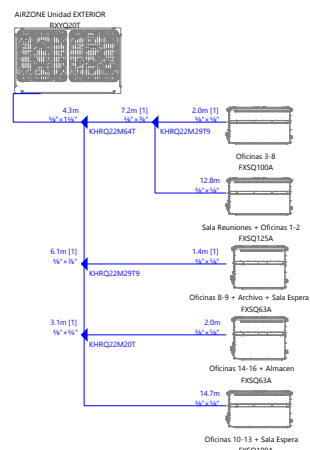 AIRZONE Unidad EXTERIOR
RXYQ20T
4.3m
7.2m [1]
2.0m [1]
⅝"×1⅛"
⅜"×⅞"
⅜"×⅝"
KHRQ22M64T
KHRQ22M29T9
Oficinas 3-8
FXSQ100A
12.8m
⅜"×⅝"
Sala Reuniones + Oficinas 1-2
FXSQ125A
6.1m [1]
1.4m [1]
⅜"×⅞"
⅜"×⅝"
KHRQ22M29T9
Oficinas 8-9 + Archivo + Sala Espera
FXSQ63A
3.1m [1]
2.0m
⅜"×⅝"
KHRQ22M20T
Oficinas 14-16 + Almacen
FXSQ63A
14.7m
⅜"×⅝"
Oficinas 10-13 + Sala Espera
FXSQ100A